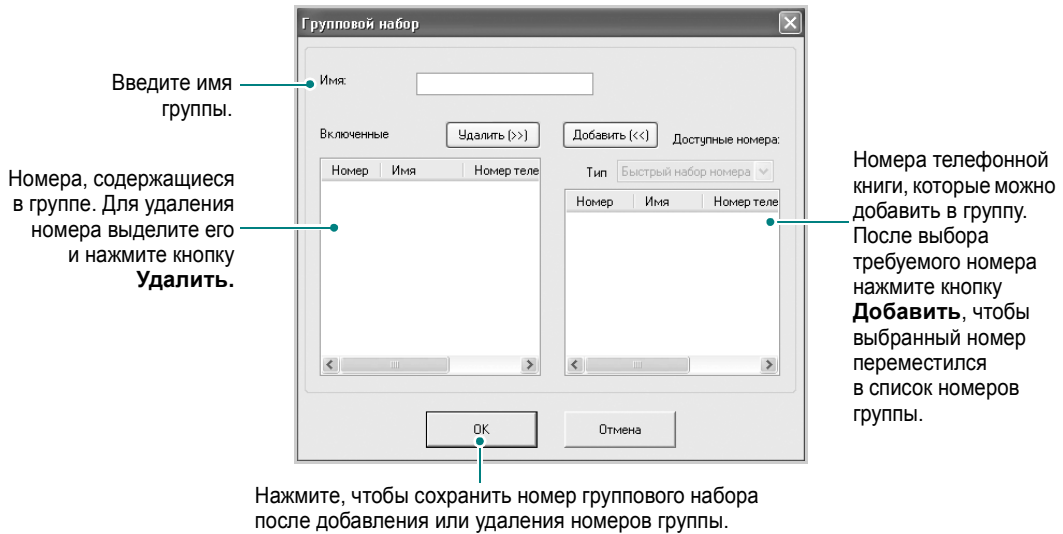 Групповой набор
Введите имя
группы.
Имя:
Включенные
Удалить (>>)
Добавить (<<)
Доступные номера:
Номера, содержащиеся
в группе. Для удаления
номера выделите его
и нажмите кнопку
Удалить.
Номер Имя Номер теле
Тип Быстрый набор номера
Номер Имя Номер теле
Номера телефонной
книги, которые можно
добавить в группу.
После выбора
требуемого номера
нажмите кнопку
Добавить, чтобы
выбранный номер
переместился
в список номеров
группы.
OK
Отмена
Нажмите, чтобы сохранить номер группового набора
после добавления или удаления номеров группы.